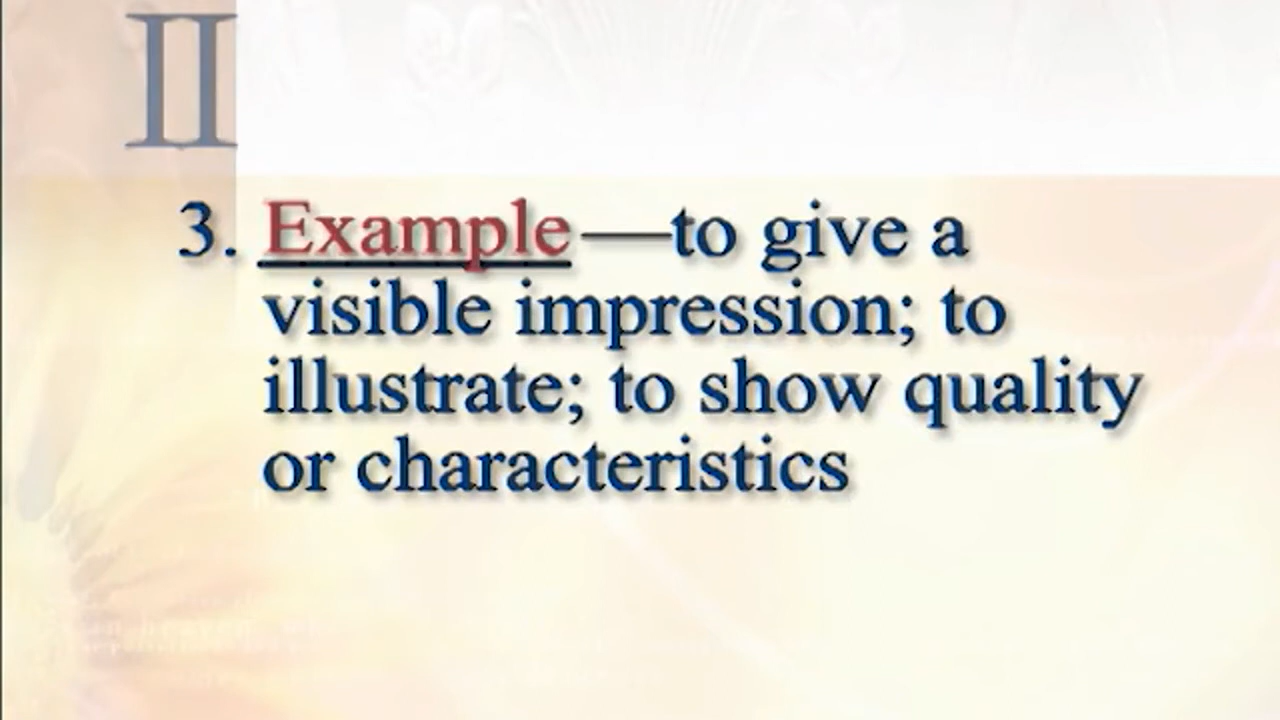 II
3. Example—to give a
visible impression; to
illustrate; to show quality
or characteristics